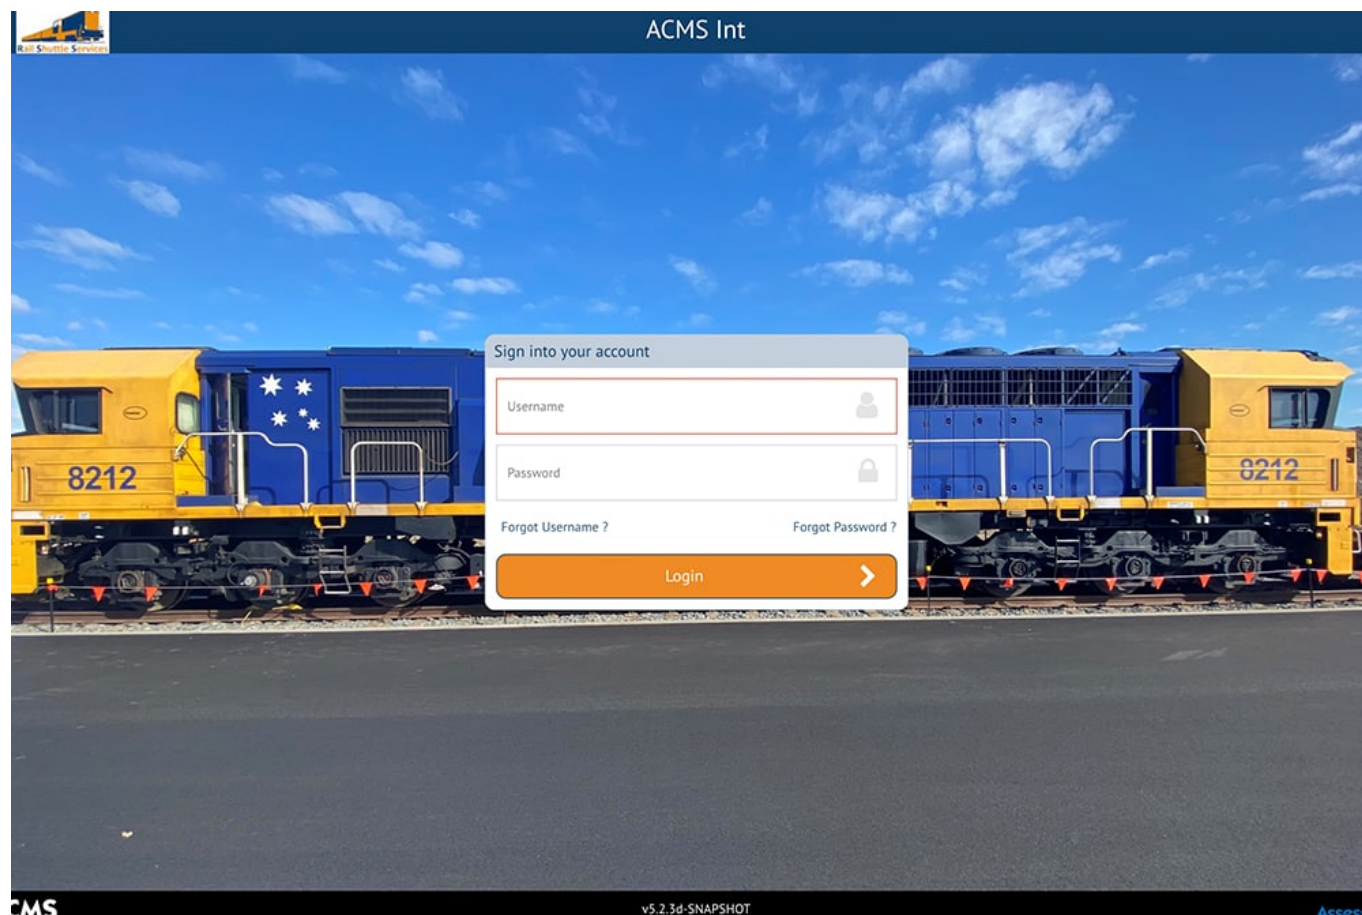 Rail Shuttle Services
ACMS Int
Sign into your account
Username
Password
Forgot Username ?
Forgot Password ?
Login
8212
8212
v5.2.3d-SNAPSHOT